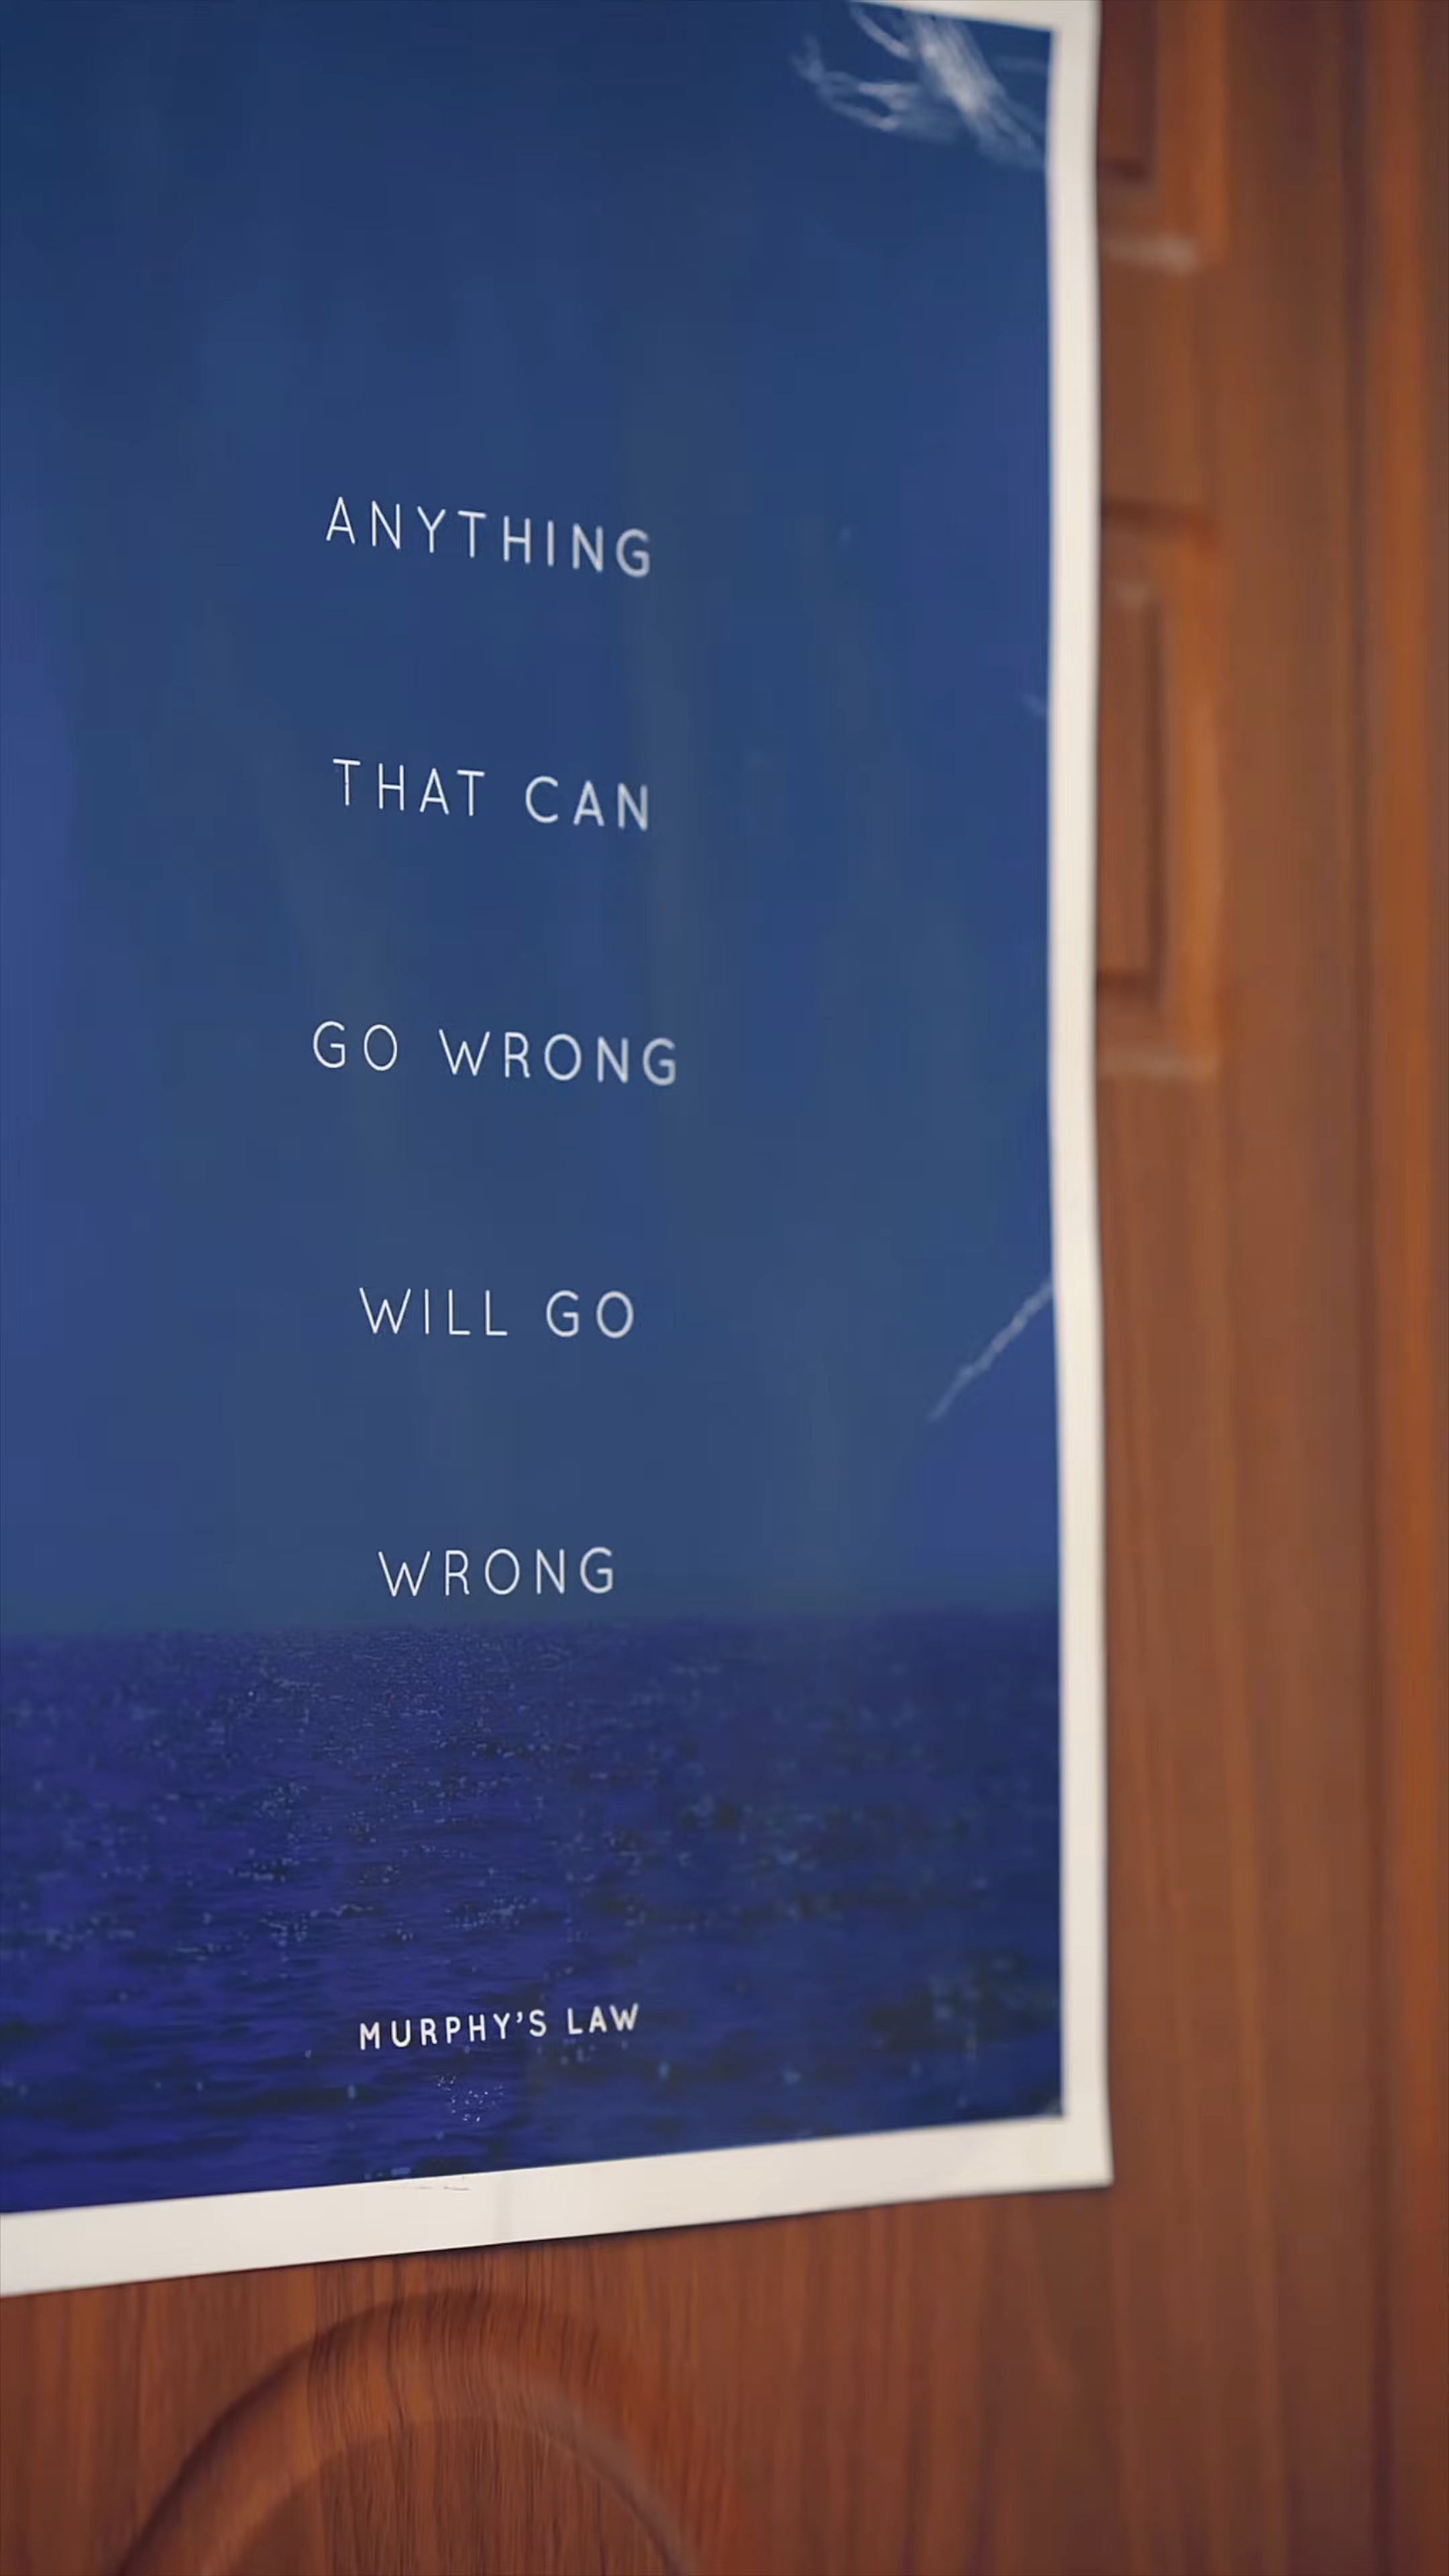 ANYTHING
THAT CAN
GO WRONG
WILL GO
WRONG
MURPHY'S LAW